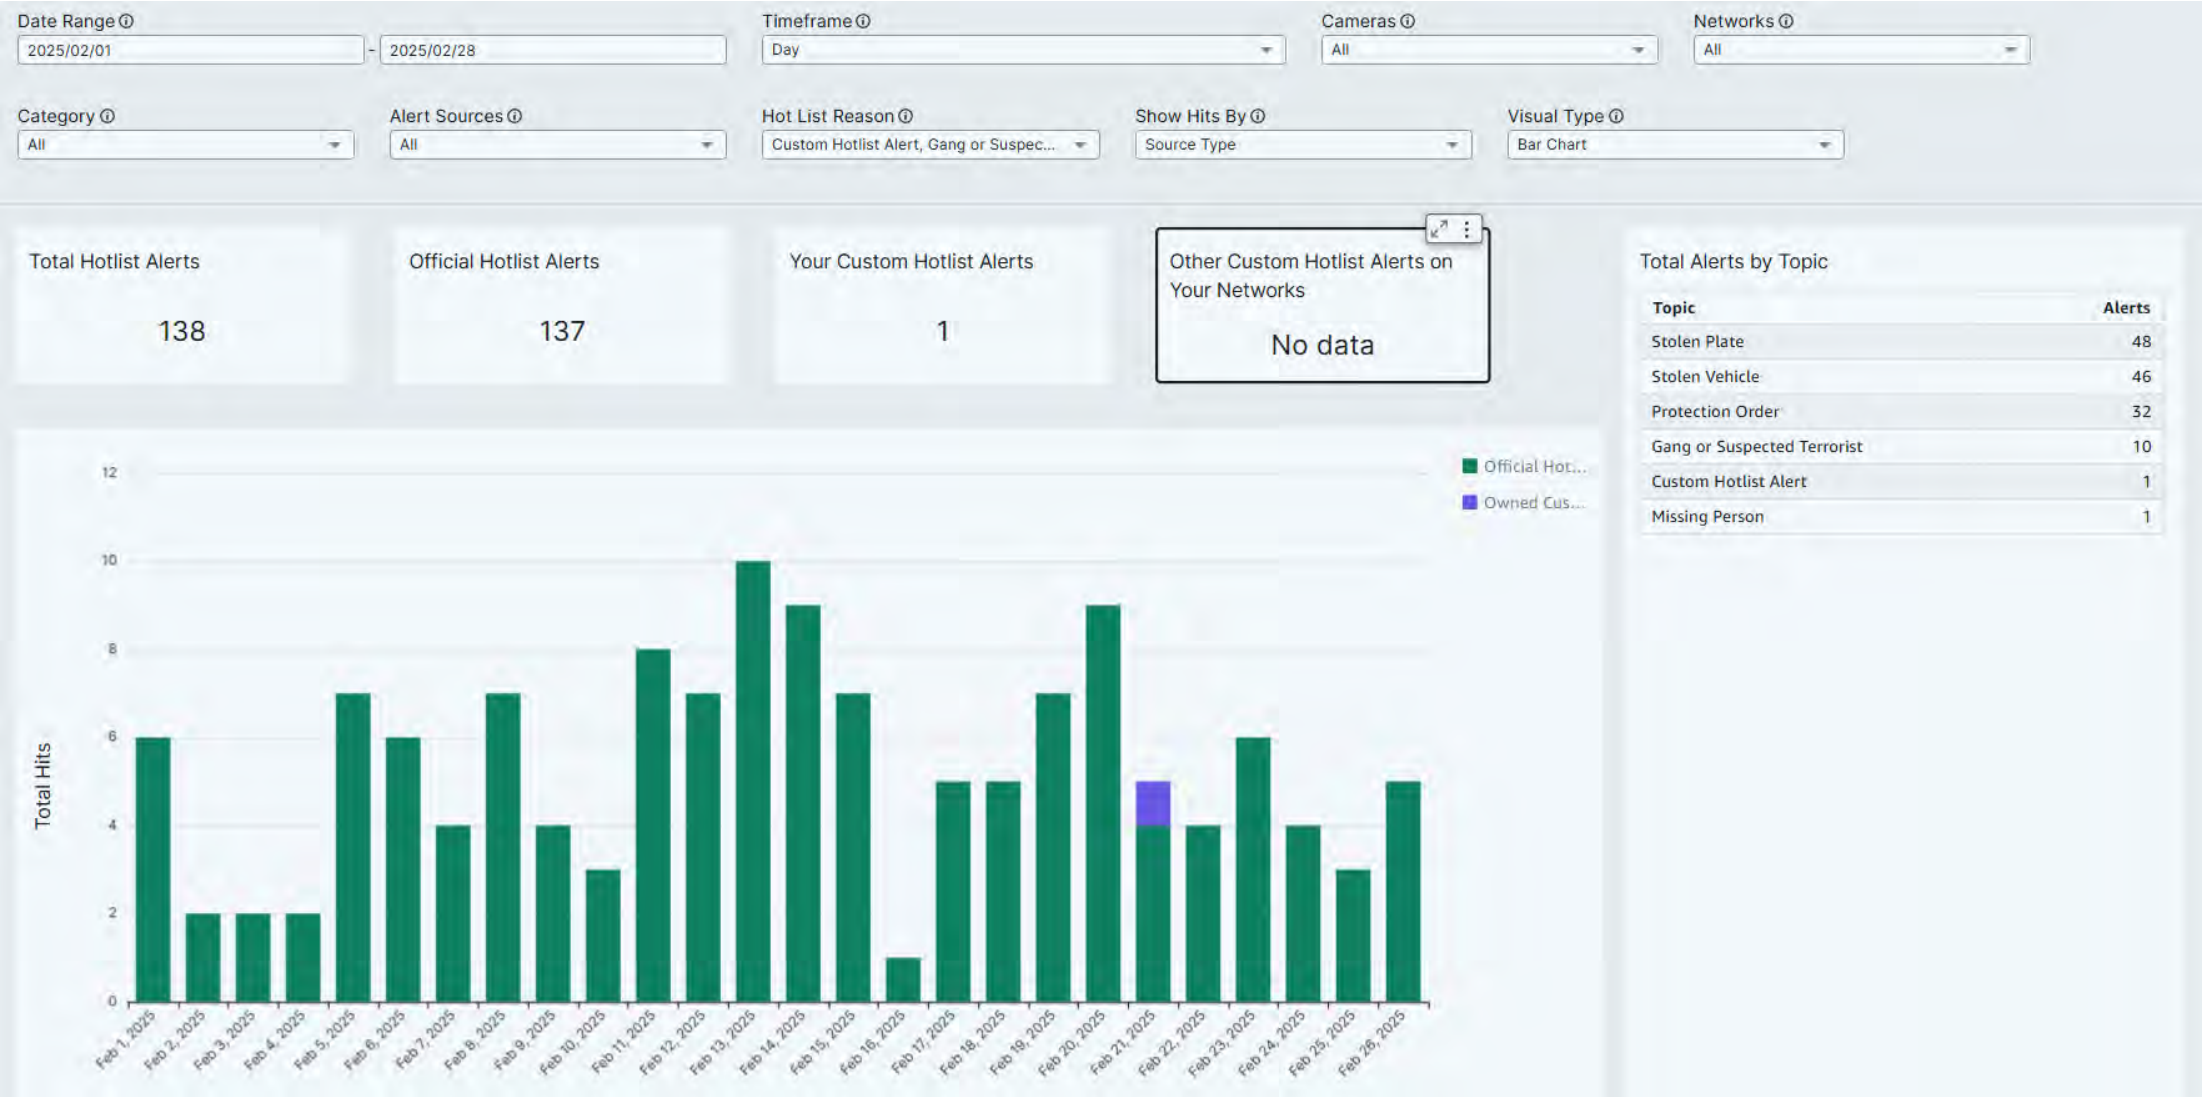 Date Range
2025/02/01 - 2025/02/28
Timeframe
Day
Cameras
All
Networks
All
Category
All
Alert Sources
All
Hot List Reason
Custom Hotlist Alert, Gang or Suspec...
Show Hits By
Source Type
Visual Type
Bar Chart
Total Hotlist Alerts
138
Official Hotlist Alerts
137
Your Custom Hotlist Alerts
1
Other Custom Hotlist Alerts on
Your Networks
No data
Total Alerts by Topic
Topic Alerts
Stolen Plate 48
Stolen Vehicle 46
Protection Order 32
Gang or Suspected Terrorist 10
Custom Hotlist Alert 1
Missing Person 1
Official Hot...
Owned Cus...
Total Hits
12
10
8
6
4
2
0
Feb 1, 2025
Feb 2, 2025
Feb 3, 2025
Feb 4, 2025
Feb 5, 2025
Feb 6, 2025
Feb 7, 2025
Feb 8, 2025
Feb 9, 2025
Feb 10, 2025
Feb 11, 2025
Feb 12, 2025
Feb 13, 2025
Feb 14, 2025
Feb 15, 2025
Feb 16, 2025
Feb 17, 2025
Feb 18, 2025
Feb 19, 2025
Feb 20, 2025
Feb 21, 2025
Feb 22, 2025
Feb 23, 2025
Feb 24, 2025
Feb 25, 2025
Feb 26, 2025